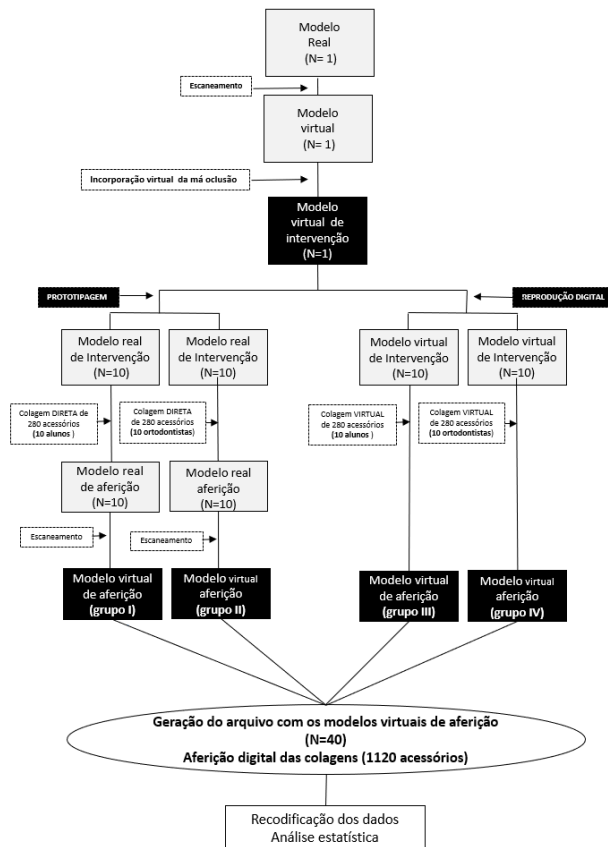 Modelo
Real
(N= 1)
Escaneamento
Modelo
virtual
(N= 1)
Incorporação virtual da má oclusão
Modelo
virtual de
intervenção
(N=1)
PROTOTIPAGEM
REPRODUÇÃO DIGITAL
Modelo real
de Intervenção
(N=10)
Modelo real
de Intervenção
(N=10)
Modelo virtual
de Intervenção
(N=10)
Modelo virtual
de Intervenção
(N=10)
Colagem DIRETA de
280 acessórios
(10 alunos )
Colagem DIRETA
de 280 acessórios
(10 ortodontistas)
Colagem VIRTUAL
de 280 acessórios
(10 alunos )
Colagem VIRTUAL
de 280 acessórios
(10 ortodontistas)
Modelo real
de aferição
(N=10)
Modelo real
aferição
(N=10)
Escaneamento
Escaneamento
Modelo virtual
de aferição
(grupo I)
Modelo virtual
aferição
(grupo II)
Modelo virtual
de aferição
(grupo III)
Modelo virtual
aferição
(grupo IV)
Geração do arquivo com os modelos virtuais de aferição
(N=40)
Aferição digital das colagens (1120 acessórios)
Recodificação dos dados
Análise estatística